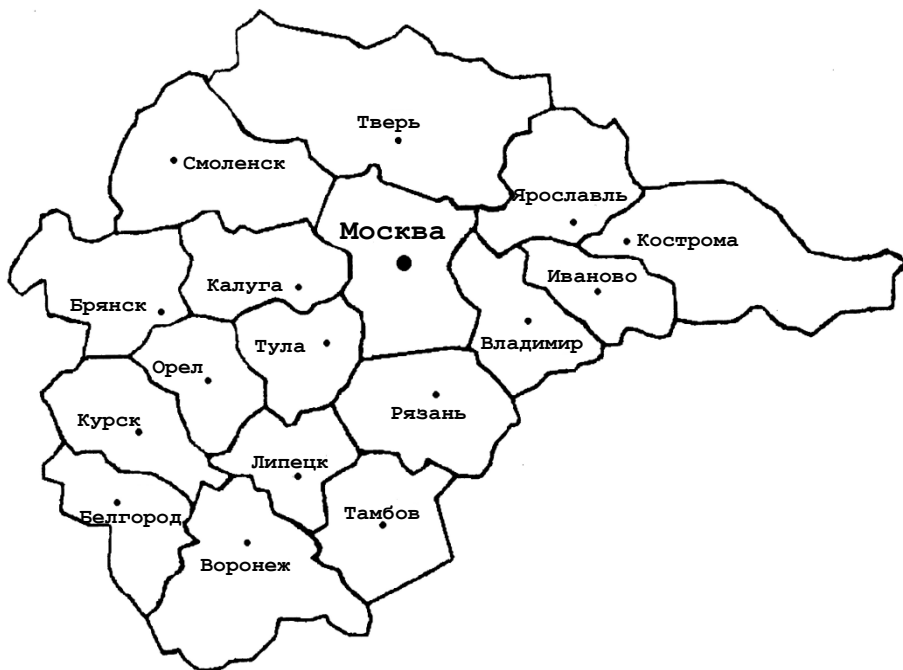 Тверь
Смоленск
Ярославль
Москва
Кострома
Калуга
Иваново
Брянск
Тула
Владимир
Орел
Рязань
Курск
Липецк
Тамбов
Белгород
Воронеж